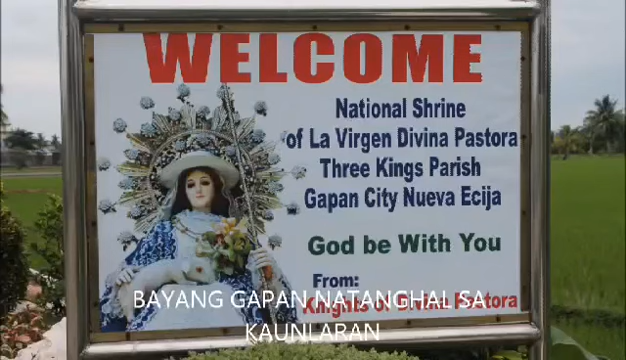 WELCOME
National Shrine
of La Virgen Divina Pastora
Three Kings Parish
Gapan City Nueva Ecija
God be With You
From:
Knights of Divina Pastora
BAYANG GAPAN NATANGHAL SA
KAUNLARAN